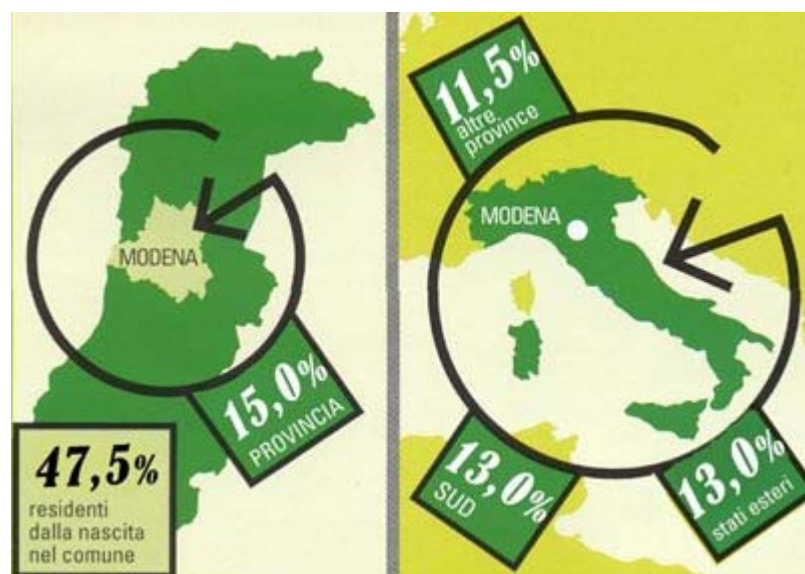 MODENA
15,0%
PROVINCIA
47,5%
residenti
dalla nascita
nel comune
11,5%
altre
province
MODENA
13,0%
SUD
13,0%
stati esteri